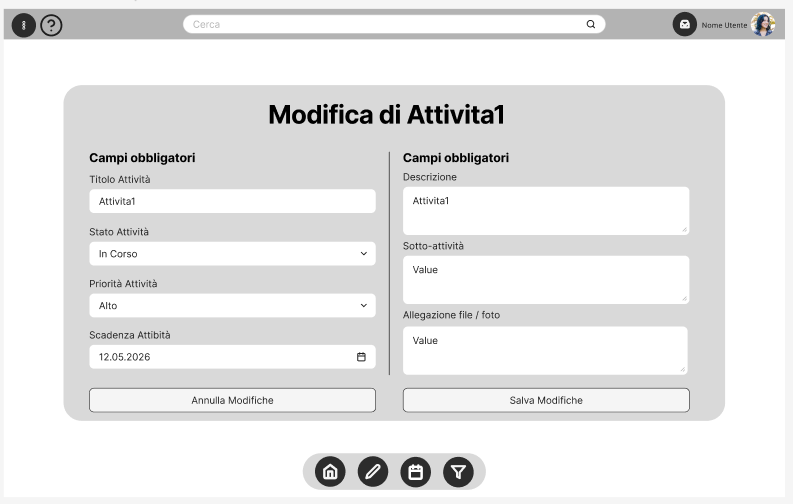 Cerca
Nome Utente
Modifica di Attivita1
Campi obbligatori
Titolo Attività
Attivita1
Stato Attività
In Corso
Priorità Attività
Alto
Scadenza Attibità
12.05.2026
Annulla Modifiche
Campi obbligatori
Descrizione
Attivita1
Sotto-attività
Value
Allegazione file / foto
Value
Salva Modifiche